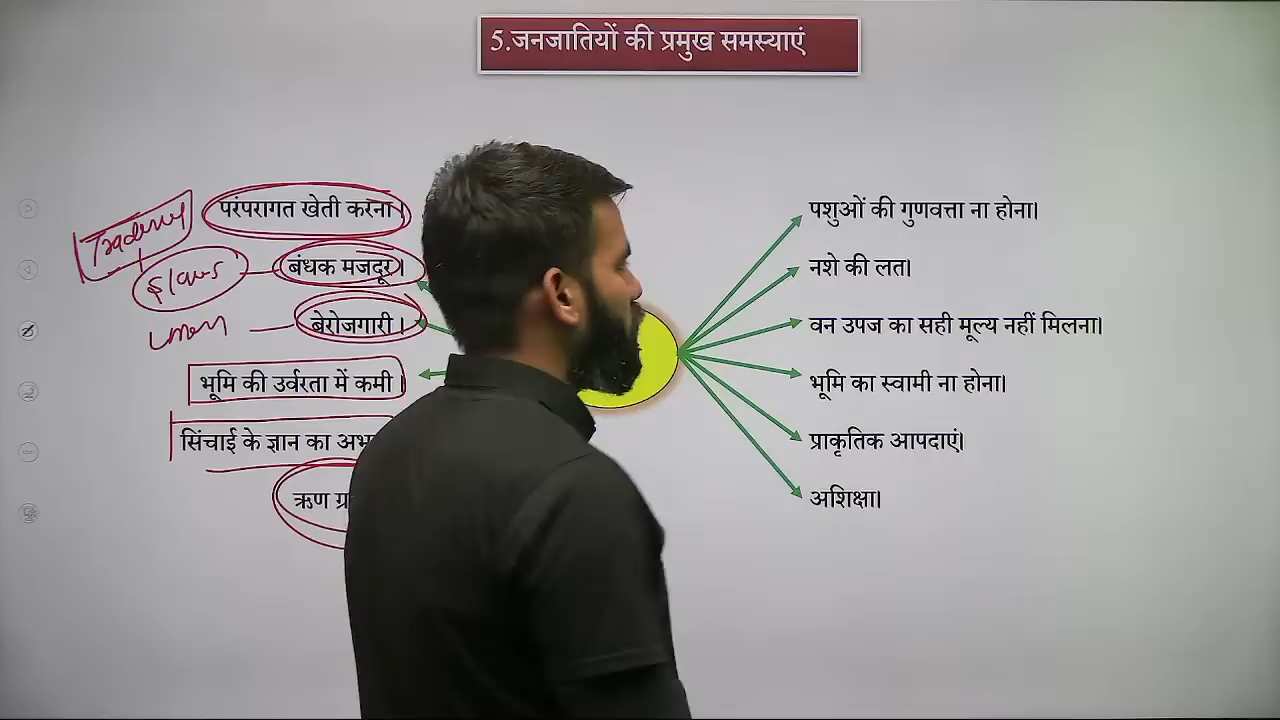 5.जनजातियों की प्रमुख समस्याएं
परंपरागत खेती करना।
बंधक मजदूर।
बेरोजगारी।
भूमि की उर्वरता में कमी।
सिंचाई के ज्ञान का
ऋण
पशुओं की गुणवत्ता ना होना।
नशे की लत।
वन उपज का सही मूल्य नहीं मिलना।
भूमि का स्वामी ना होना।
प्राकृतिक आपदाएं।
अशिक्षा।